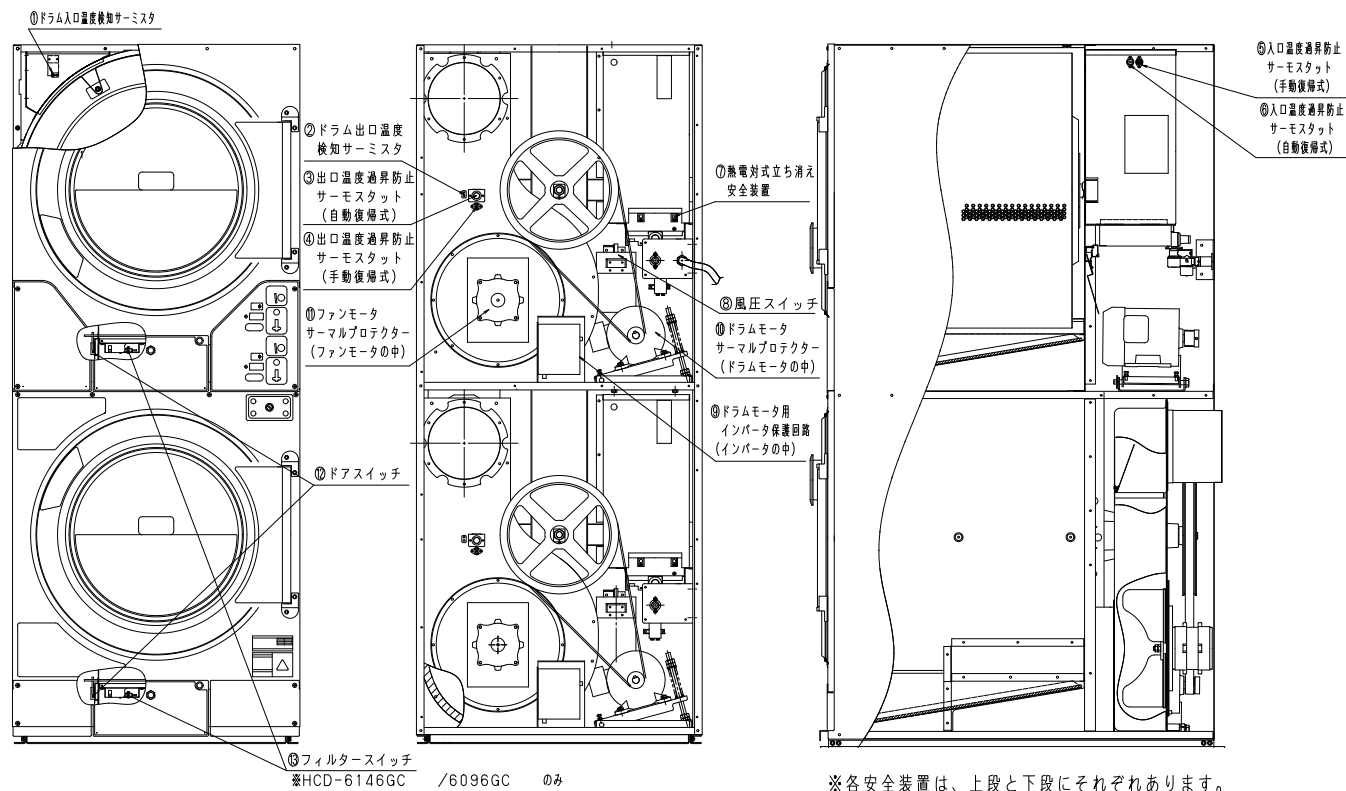 ①ドラム入口温度検知サーミスタ
②ドラム出口温度
検知サーミスタ
③出口温度過昇防止
サーモスタット
(自動復帰式)
④出口温度過昇防止
サーモスタット
(手動復帰式)
⑪ファンモータ
サーマルプロテクター
(ファンモータの中)
⑫ドアスイッチ
⑬フィルタースイッチ
※HCD-6146GC /6096GC のみ
⑦熱電対式立ち消え
安全装置
⑧風圧スイッチ
⑩ドラムモータ
サーマルプロテクター
(ドラムモータの中)
⑨ドラムモータ用
インバータ保護回路
(インバータの中)
⑤入口温度過昇防止
サーモスタット
(手動復帰式)
⑥入口温度過昇防止
サーモスタット
(自動復帰式)
※各安全装置は、上段と下段にそれぞれあります。